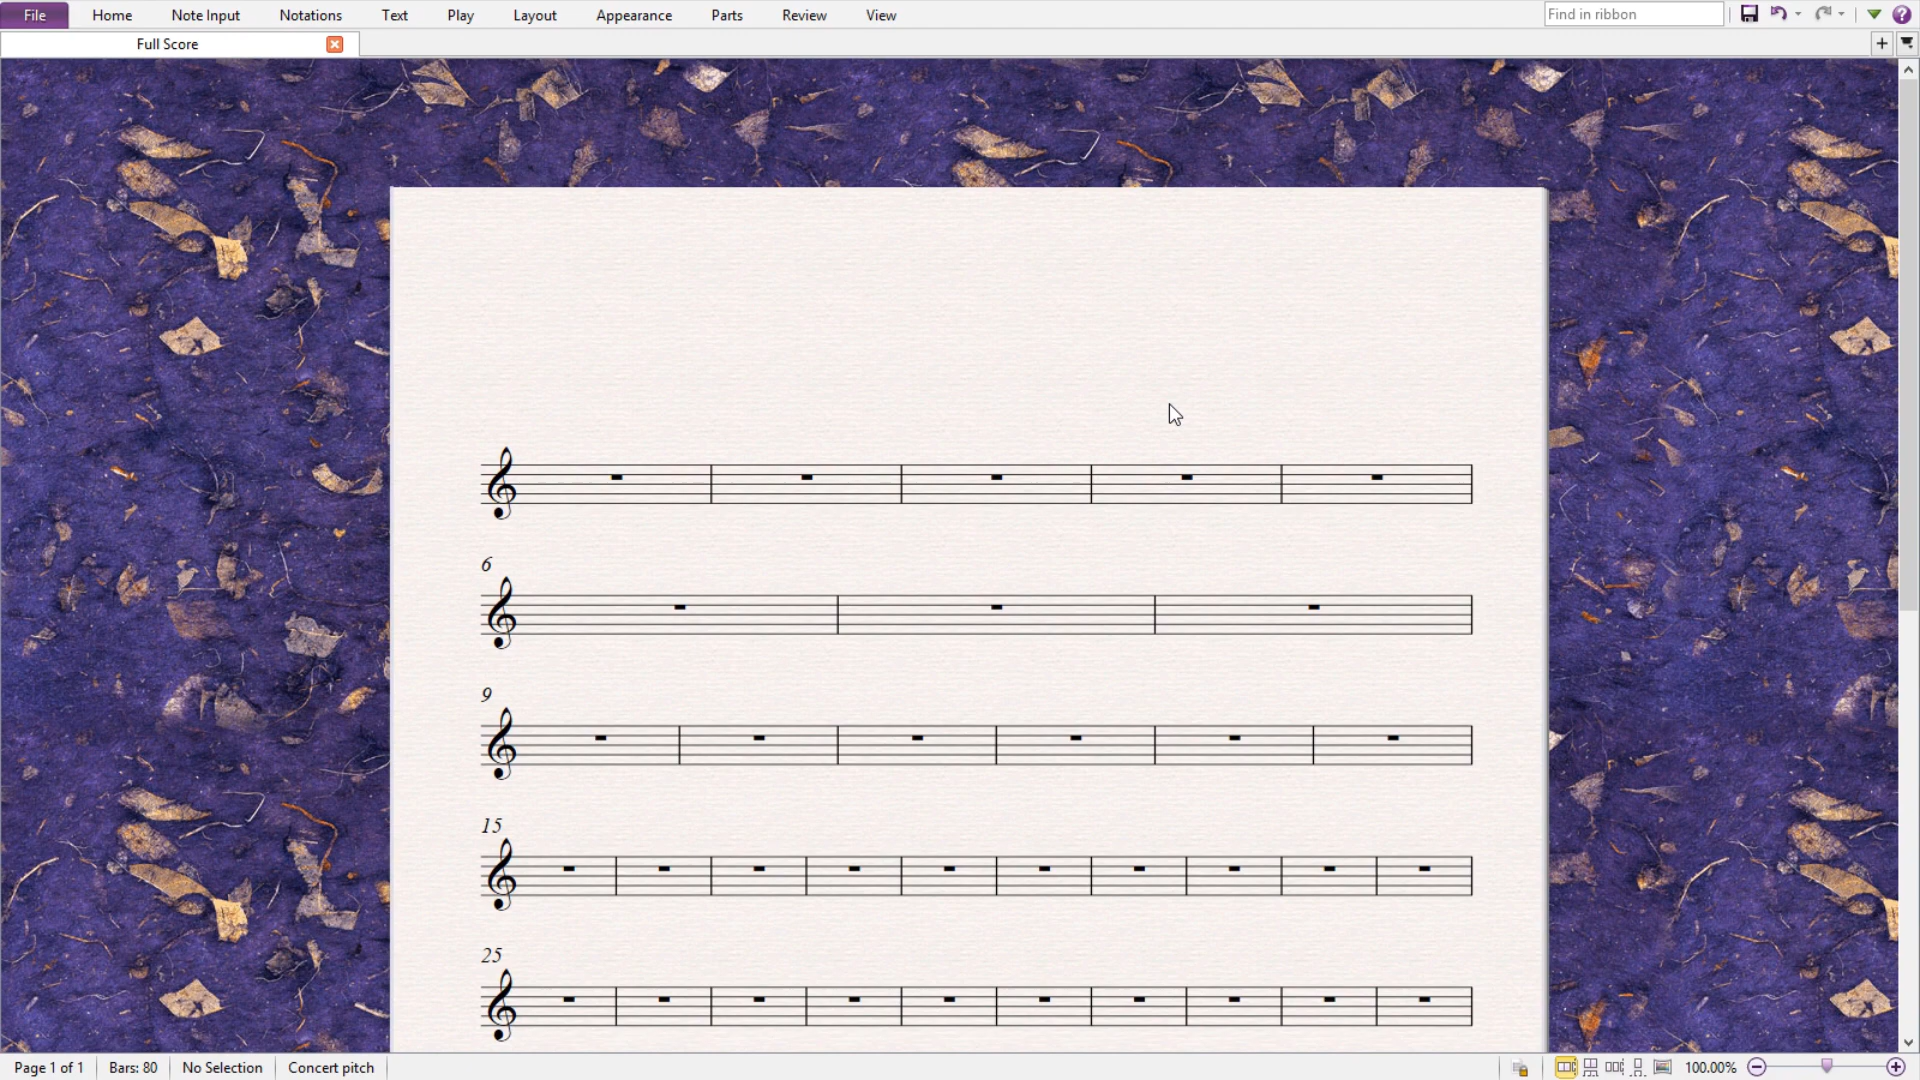 File Home Note Input Notations Text Play Layout Appearance Parts Review View Find in ribbon
Full Score
6
9
15
25
Page 1 of 1 Bars: 80 No Selection Concert pitch 100.00%